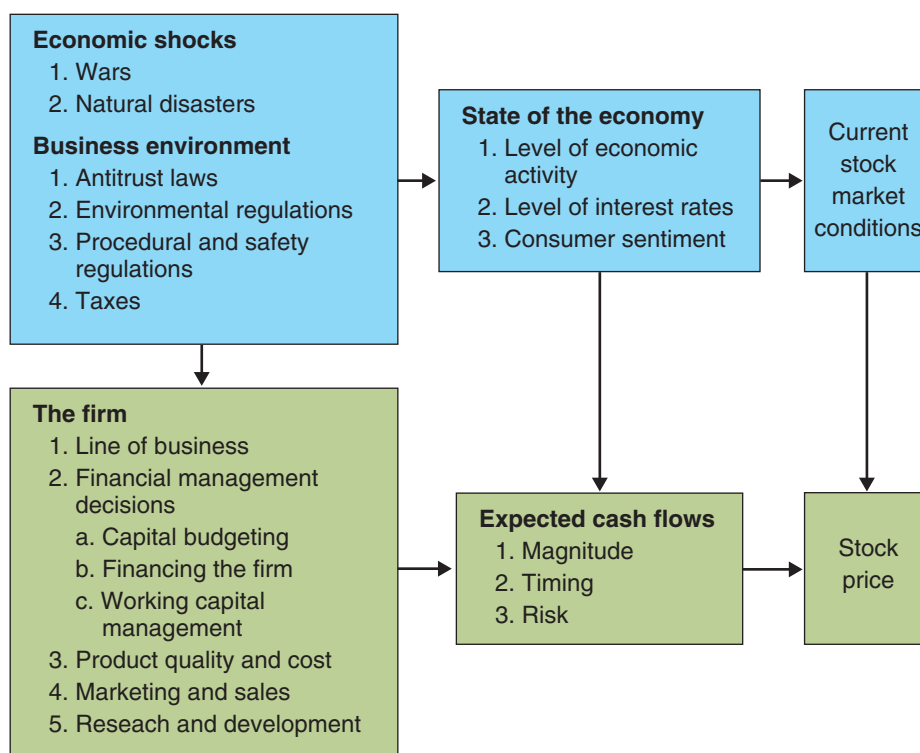 Economic shocks
1. Wars
2. Natural disasters
Business environment
1. Antitrust laws
2. Environmental regulations
3. Procedural and safety
regulations
4. Taxes
State of the economy
1. Level of economic
activity
2. Level of interest rates
3. Consumer sentiment
Current
stock
market
conditions
The firm
1. Line of business
2. Financial management
decisions
a. Capital budgeting
b. Financing the firm
c. Working capital
management
3. Product quality and cost
4. Marketing and sales
5. Reseach and development
Expected cash flows
1. Magnitude
2. Timing
3. Risk
Stock
price